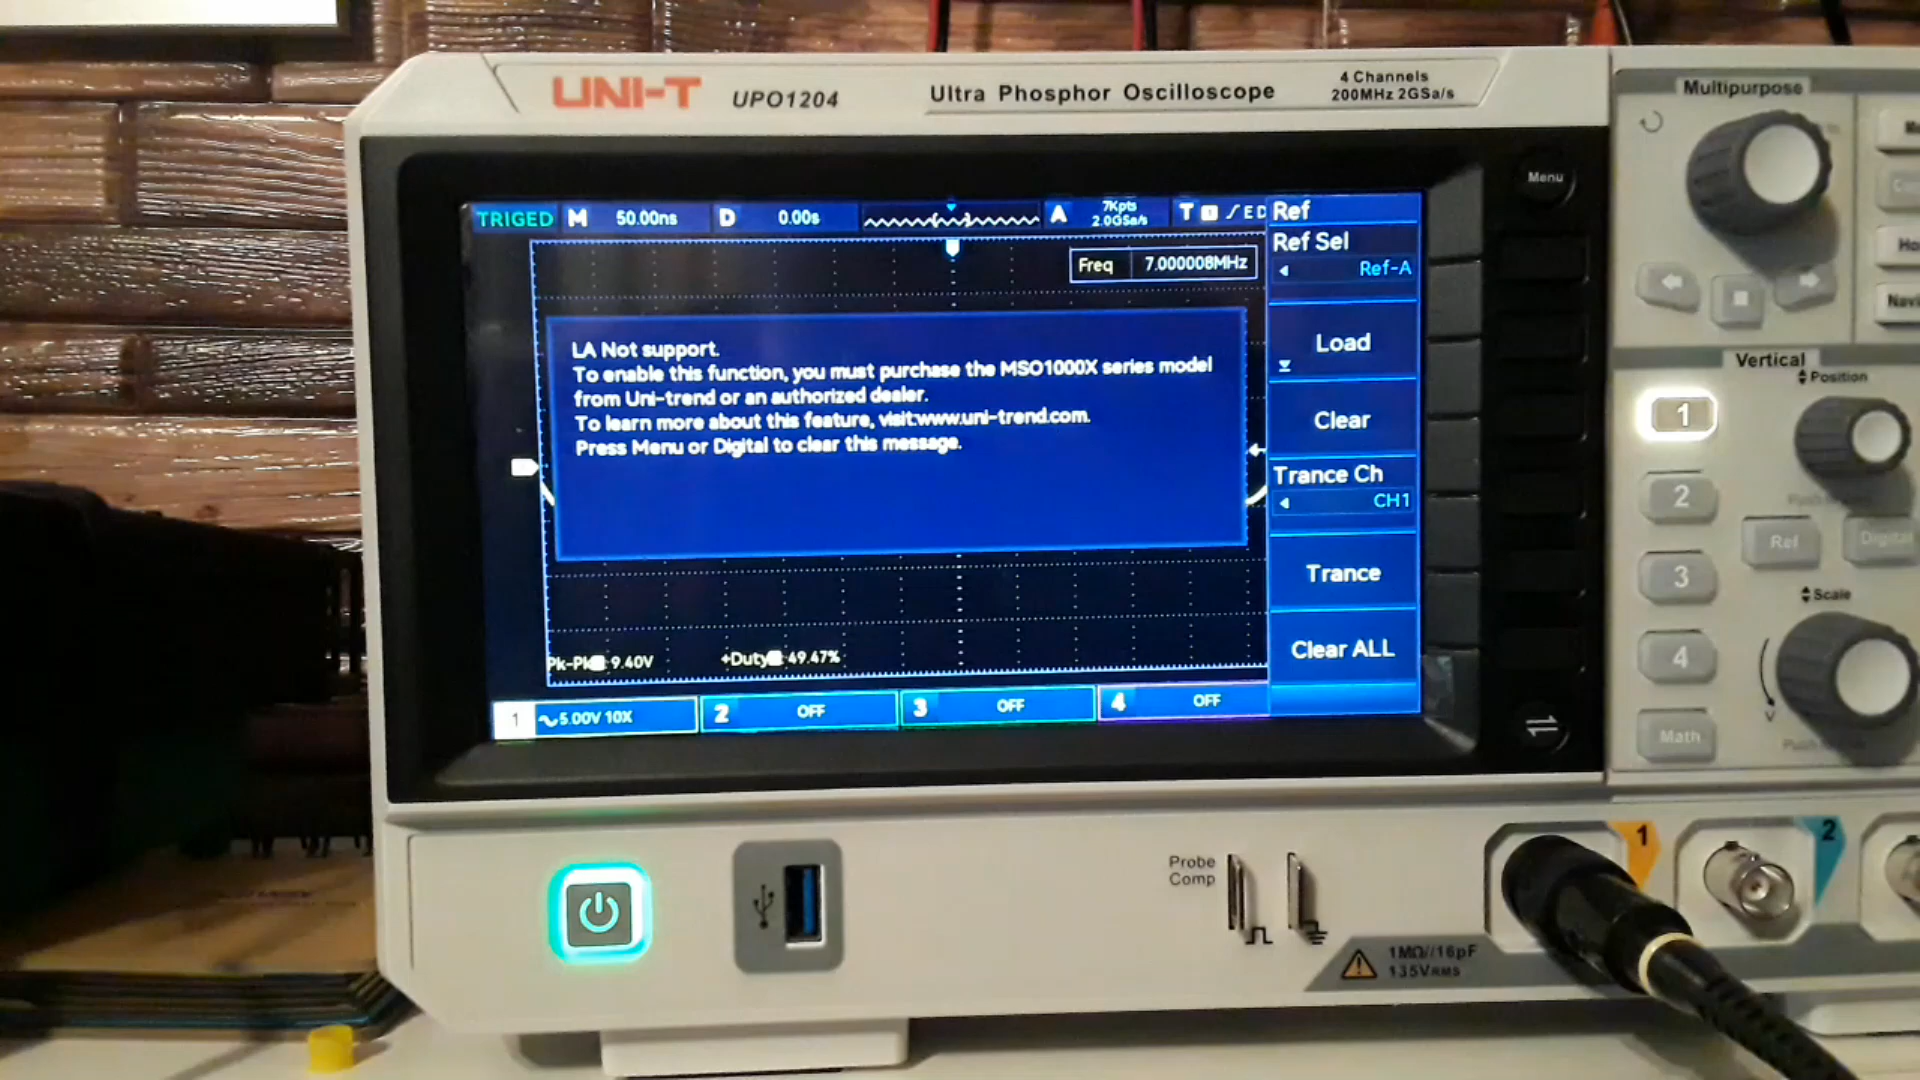 UNI-T UPO1204 Ultra Phosphor Oscilloscope
4 Channels
200MHz 2GSa/s
Multipurpose
Menu
TRIGED M 50.00ns D 0.00s A 7Kpts T
2.0GSa/s
Freq 7.000008MHz
LA Not support.
To enable this function, you must purchase the MSO1000X series model
from Uni-trend or an authorized dealer.
To learn more about this feature, visit:www.uni-trend.com.
Press Menu or Digital to clear this message.
Pk-Pk 9.40V +Duty 49.47%
1 5.00V 10X 2 OFF 3 OFF 4 OFF
Ref
Ref Sel
Ref-A
Load
Clear
Trance Ch
CH1
Trance
Clear ALL
Vertical
Position
1
2
Ref Digital
3
Scale
4
V
Math
Probe
Comp
1MΩ//16pF
135VRMS
1
2